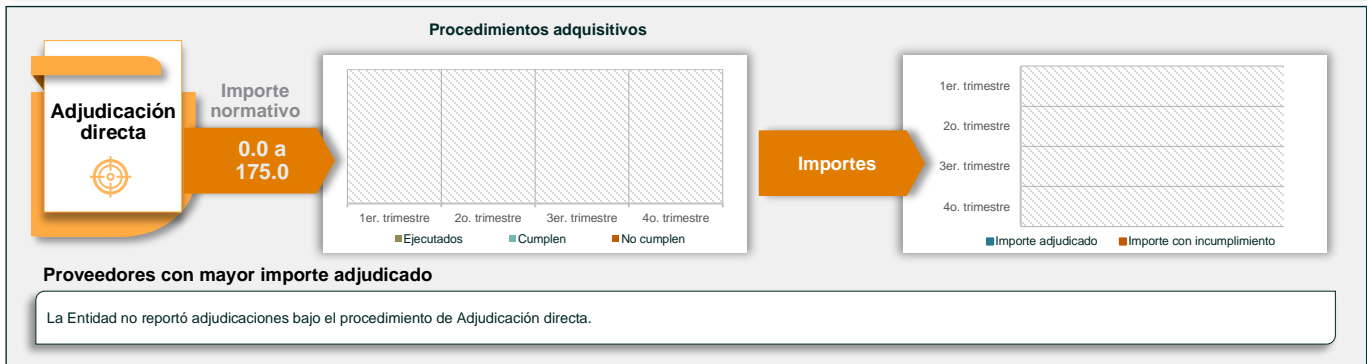 Procedimientos adquisitivos
Adjudicación
directa
Importe
normativo
0.0 a
175.0
1er. trimestre 2o. trimestre 3er. trimestre 4o. trimestre
Ejecutados Cumplen No cumplen
Importes
1er. trimestre
2o. trimestre
3er. trimestre
4o. trimestre
Importe adjudicado Importe con incumplimiento
Proveedores con mayor importe adjudicado
La Entidad no reportó adjudicaciones bajo el procedimiento de Adjudicación directa.